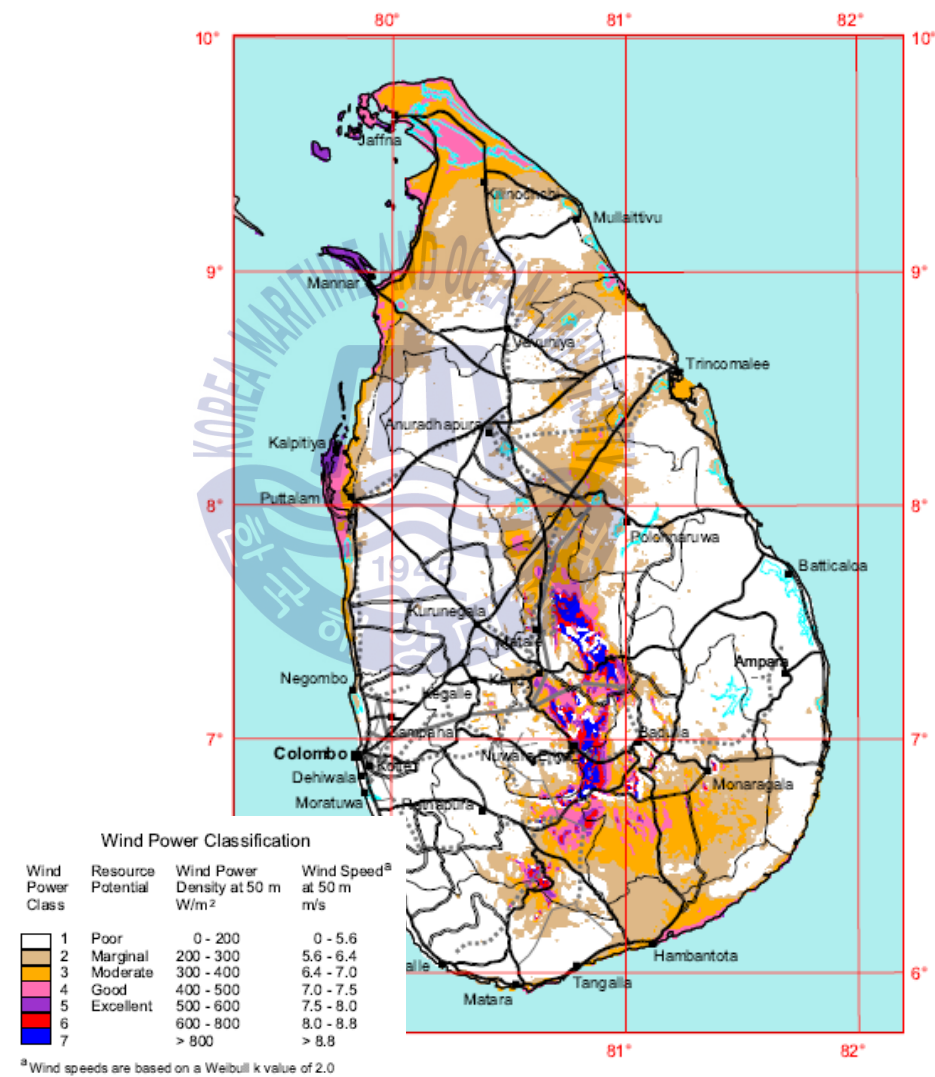 80° 81° 82°
10° 10°
Jaffna
Kilinochchi
Mullaittivu
9° 9°
Mannar
KOREA MARITIME AND OCEAN
Vavuniya
Trincomalee
Anuradhapura
Kalpitiya
Puttalam
8° 8°
Polonnaruwa
1945
Batticaloa
Kurunegala
Matale
Ampara
Negombo
Kegalle
Gampaha
7° 7°
Colombo
Badulla
Kotte
Nuwara Eliya
Dehiwala
Monaragala
Moratuwa
Ratnapura
Hambantota
alle
6°
Tangalla
Matara
81° 82°
Wind Power Classification
Wind Power Class Resource Potential Wind Power Density at 50 m W/m² Wind Speed a at 50 m m/s
1 Poor 0 - 200 0 - 5.6
2 Marginal 200 - 300 5.6 - 6.4
3 Moderate 300 - 400 6.4 - 7.0
4 Good 400 - 500 7.0 - 7.5
5 Excellent 500 - 600 7.5 - 8.0
6 600 - 800 8.0 - 8.8
7 > 800 > 8.8
a Wind speeds are based on a Weibull k value of 2.0